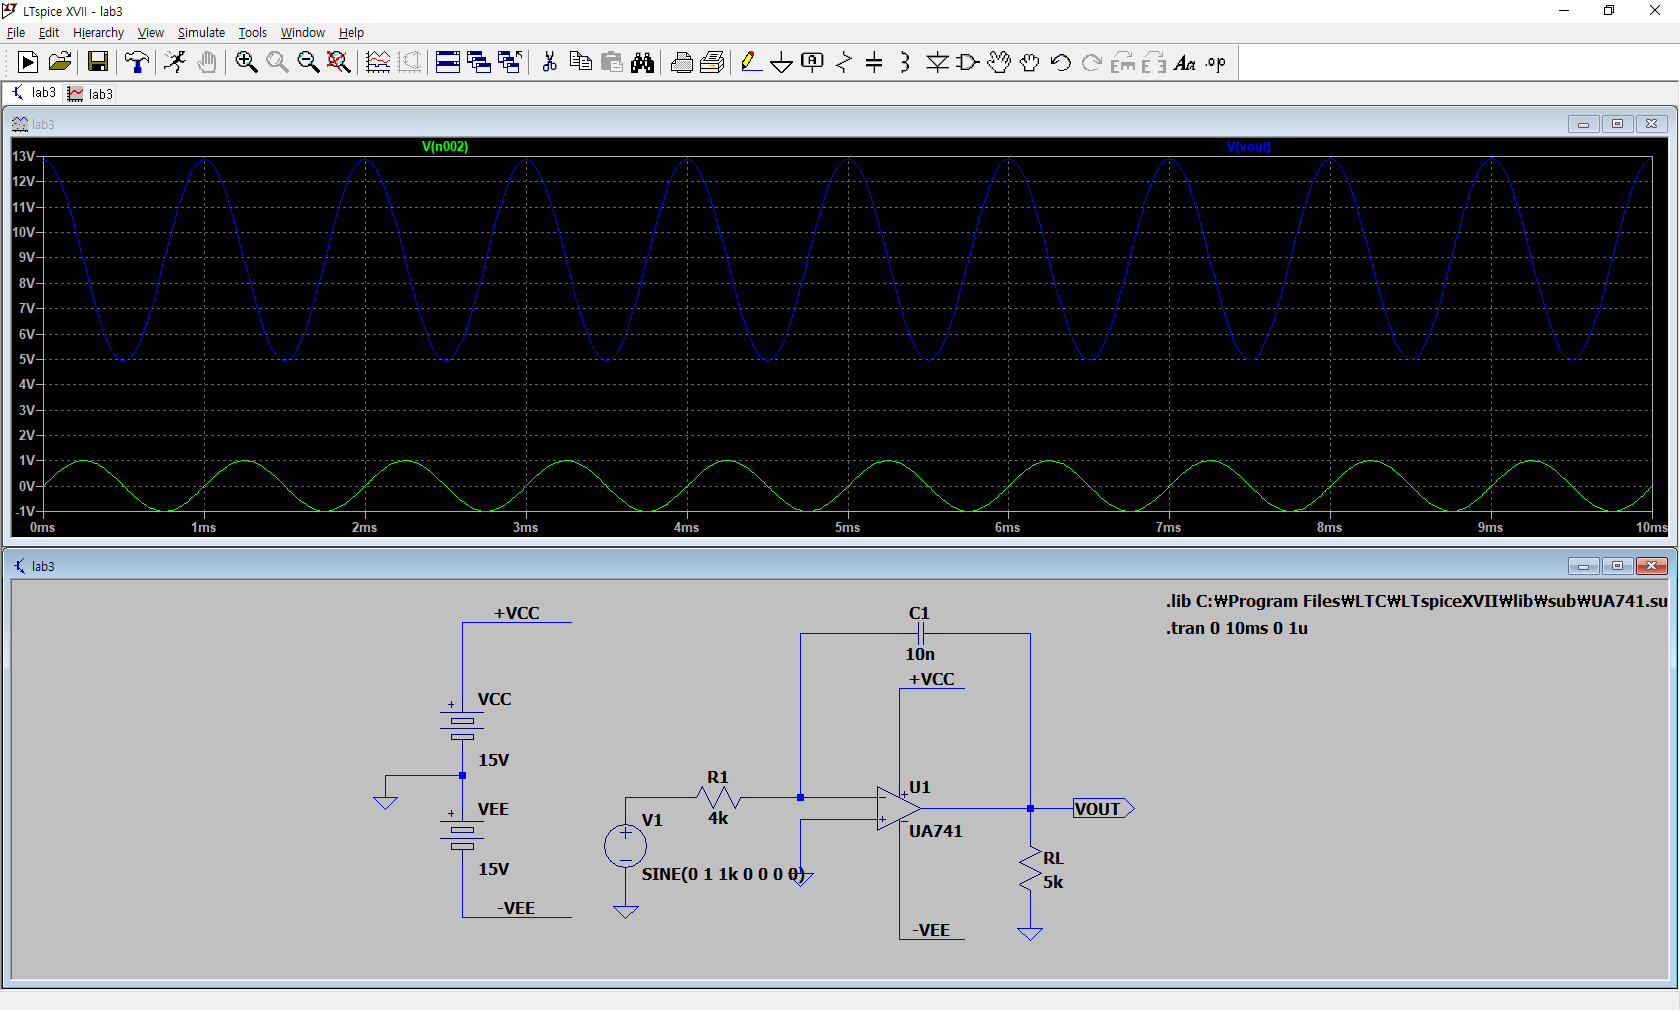 LTspice XVII - lab3
File Edit Hierarchy View Simulate Tools Window Help
.op
lab3 lab3
lab3
V(n002) V(vout)
13V
12V
11V
10V
9V
8V
7V
6V
5V
4V
3V
2V
1V
0V
-1V
0ms 1ms 2ms 3ms 4ms 5ms 6ms 7ms 8ms 9ms 10ms
lab3
.lib C:₩Program Files₩LTC₩LTspiceXVII₩lib₩sub₩UA741.su
.tran 0 10ms 0 1u
+VCC
C1
10n
+VCC
VCC
15V
R1
4k
U1
VEE
V1
VOUT
UA741
15V
SINE(0 1 1k 0 0 0 0)
RL
5k
-VEE
-VEE